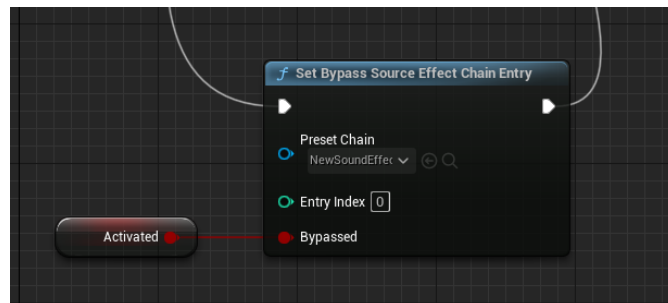 f Set Bypass Source Effect Chain Entry
Preset Chain
NewSoundEffec
Entry Index 0
Activated
Bypassed